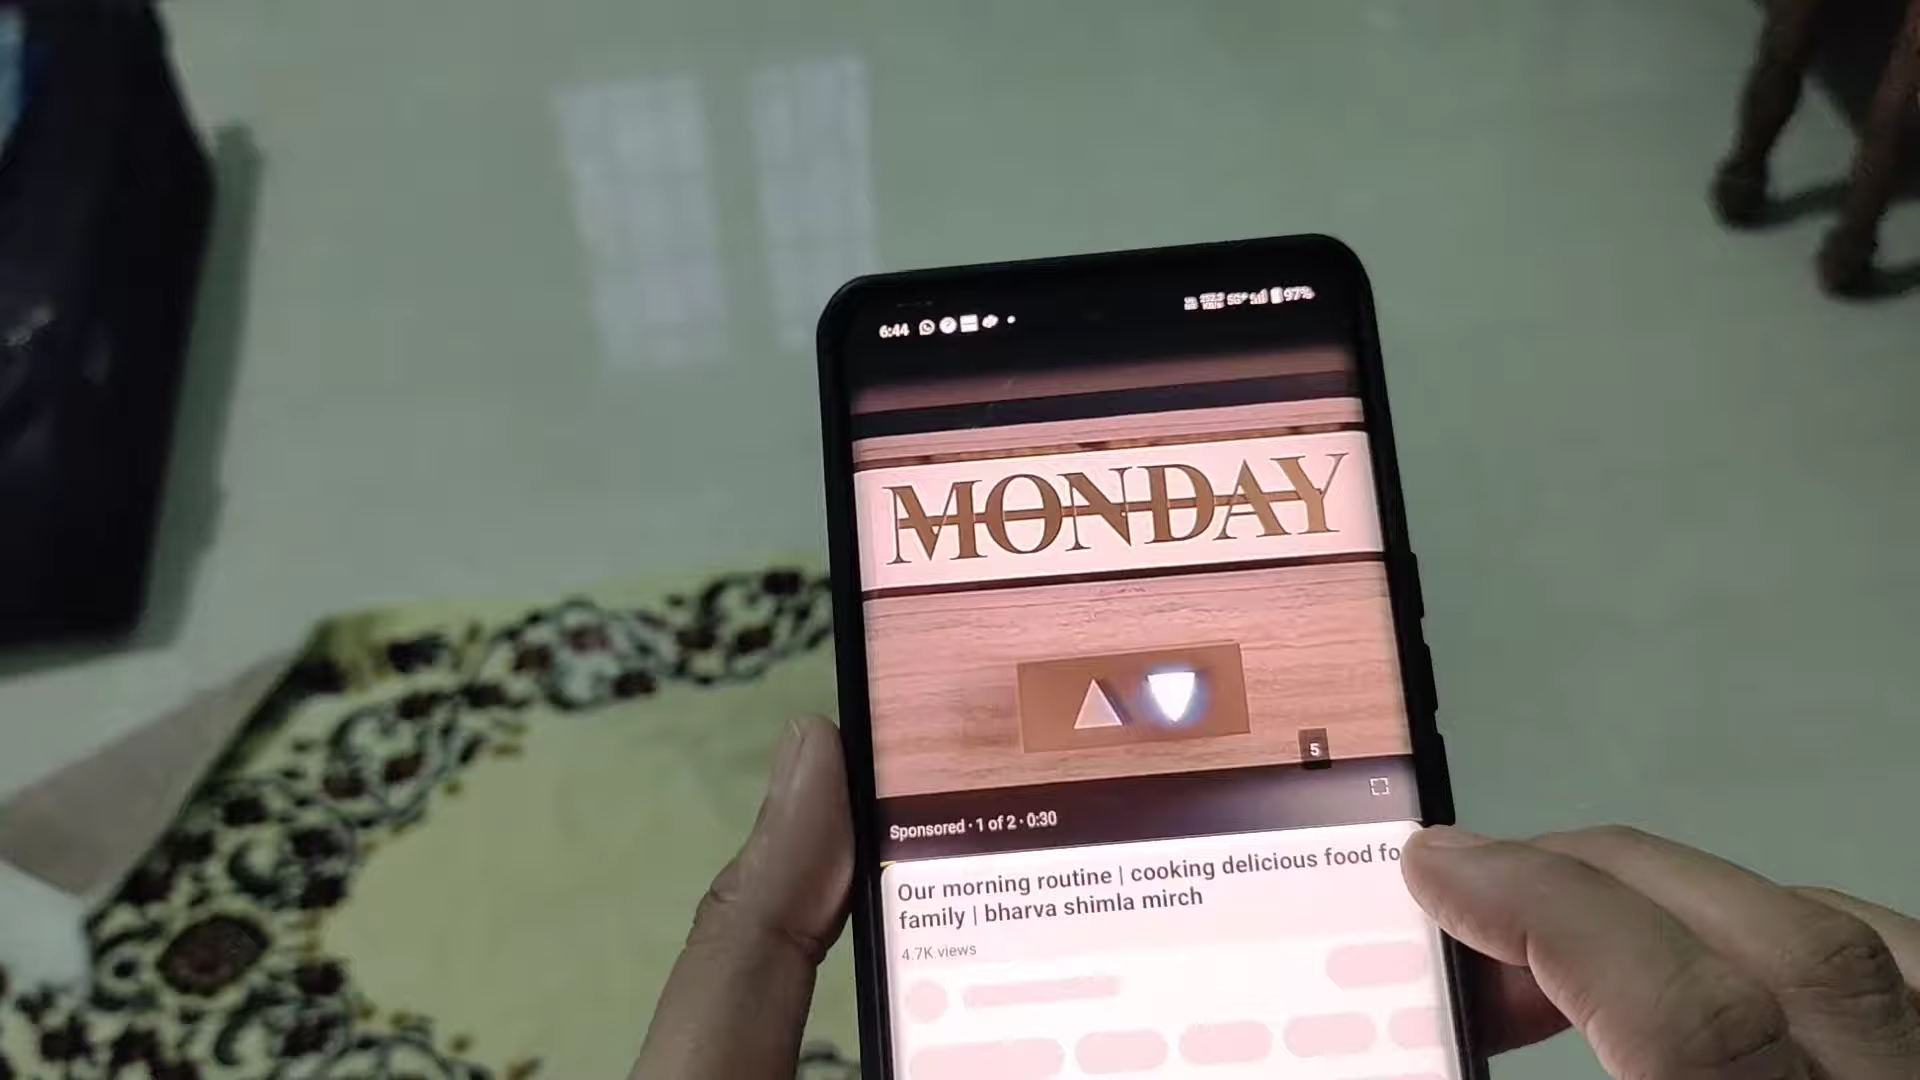 6:44
5G+ 97%
MONDAY
5
Sponsored · 1 of 2 · 0:30
Our morning routine | cooking delicious food fo
family | bharva shimla mirch
4.7K views